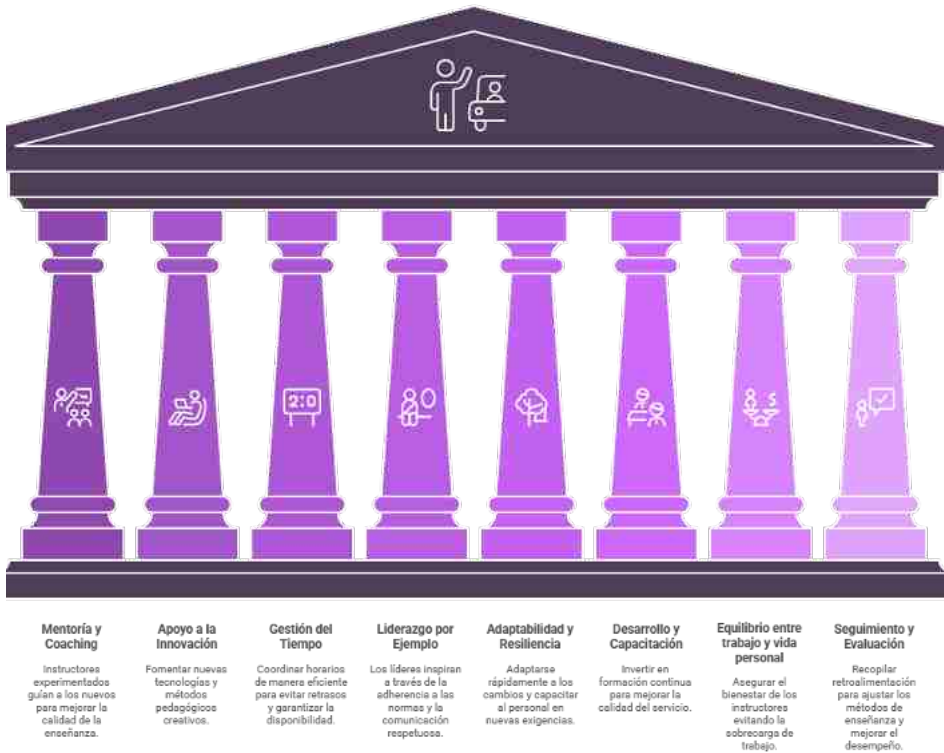 2:0
Mentoría y
Coaching
Instructores
experimentados
guían a los nuevos
para mejorar la
calidad de la
enseñanza.
Apoyo a la
Innovación
Fomentar nuevas
tecnologías y
métodos
pedagógicos
creativos.
Gestión del
Tiempo
Coordinar horarios
de manera eficiente
para evitar retrasos
y garantizar la
disponibilidad.
Liderazgo por
Ejemplo
Los líderes inspiran
a través de la
adherencia a las
normas y la
comunicación
respetuosa.
Adaptabilidad y
Resiliencia
Adaptarse
rápidamente a los
cambios y capacitar
al personal en
nuevas exigencias.
Desarrollo y
Capacitación
Invertir en
formación continua
para mejorar la
calidad del servicio.
Equilibrio entre
trabajo y vida
personal
Asegurar el
bienestar de los
instructores
evitando la
sobrecarga de
trabajo.
Seguimiento y
Evaluación
Recopilar
retroalimentación
para ajustar los
métodos de
enseñanza y
mejorar el
desempeño.